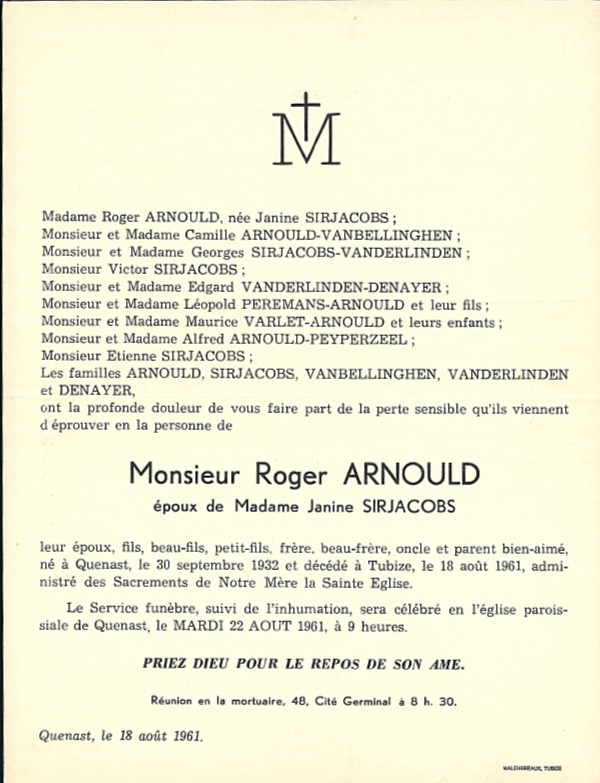 M
Madame Roger ARNOULD, née Janine SIRJACOBS ;
Monsieur et Madame Camille ARNOULD-VANBELLINGHEN ;
Monsieur et Madame Georges SIRJACOBS-VANDERLINDEN ;
Monsieur Victor SIRJACOBS ;
Monsieur et Madame Edgard VANDERLINDEN-DENAYER ;
Monsieur et Madame Léopold PEREMANS-ARNOULD et leur fils ;
Monsieur et Madame Maurice VARLET-ARNOULD et leurs enfants ;
Monsieur et Madame Alfred ARNOULD-PEYPERZEEL ;
Monsieur Etienne SIRJACOBS ;
Les familles ARNOULD, SIRJACOBS, VANBELLINGHEN, VANDERLINDEN
et DENAYER,
ont la profonde douleur de vous faire part de la perte sensible qu'ils viennent
d éprouver en la personne de
Monsieur Roger ARNOULD
époux de Madame Janine SIRJACOBS
leur époux, fils, beau-fils, petit-fils, frère, beau-frère, oncle et parent bien-aimé,
né à Quenast, le 30 septembre 1932 et décédé à Tubize, le 18 août 1961, admi-
nistré des Sacrements de Notre Mère la Sainte Eglise.
Le Service funèbre, suivi de l'inhumation, sera célébré en l'église parois-
siale de Quenast, le MARDI 22 AOUT 1961, à 9 heures.
PRIEZ DIEU POUR LE REPOS DE SON AME.
Réunion en la mortuaire, 48, Cité Germinal à 8 h. 30.
Quenast, le 18 août 1961.
MALENGREAUX, TUBIZE